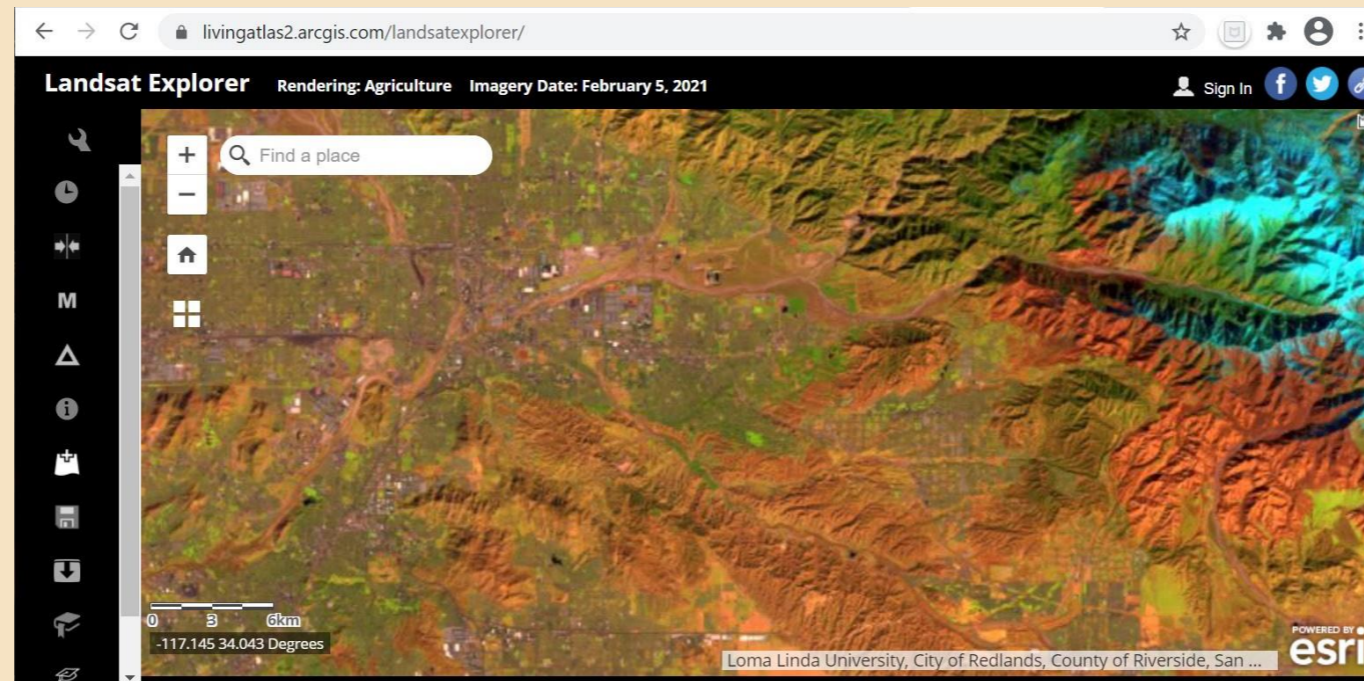 livingatlas2.arcgis.com/landsatexplorer/
Landsat Explorer Rendering: Agriculture Imagery Date: February 5, 2021 Sign In
Find a place
M
0 3 6km
-117.145 34.043 Degrees
POWERED BY
esri
Loma Linda University, City of Redlands, County of Riverside, San ...